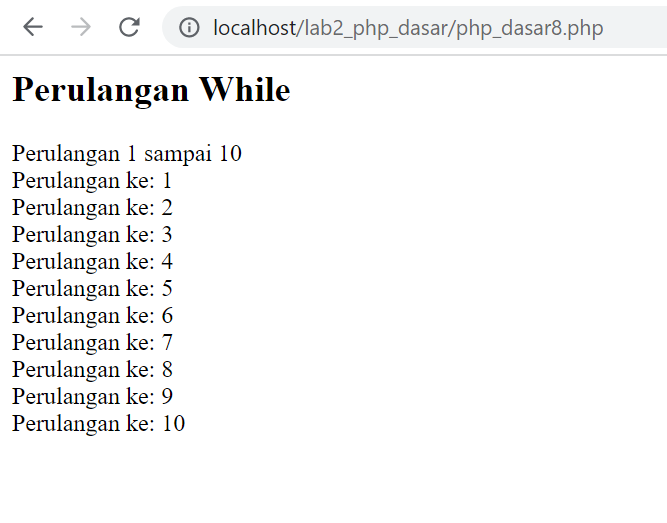 localhost/lab2_php_dasar/php_dasar8.php
Perulangan While
Perulangan 1 sampai 10
Perulangan ke: 1
Perulangan ke: 2
Perulangan ke: 3
Perulangan ke: 4
Perulangan ke: 5
Perulangan ke: 6
Perulangan ke: 7
Perulangan ke: 8
Perulangan ke: 9
Perulangan ke: 10